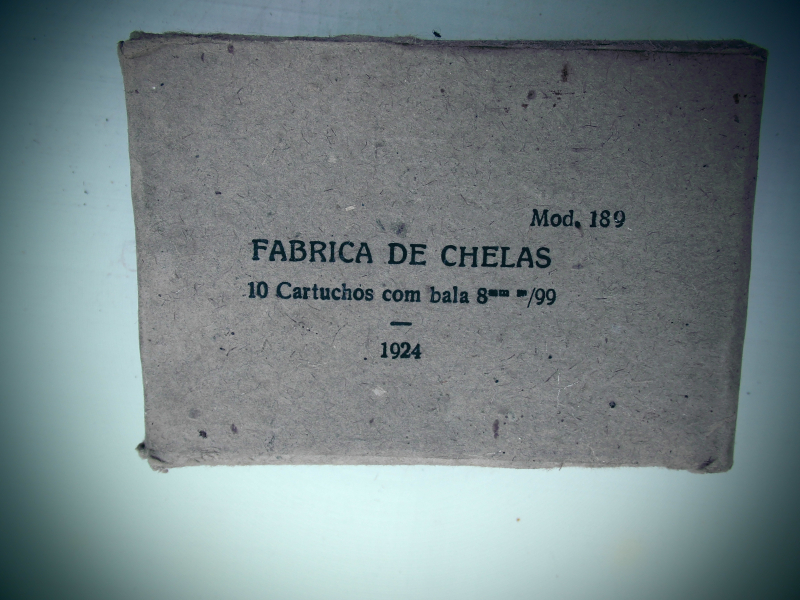 Mod. 189
FABRICA DE CHELAS
10 Cartuchos com bala 8ᵐᵐ ᵐ/99
—
1924